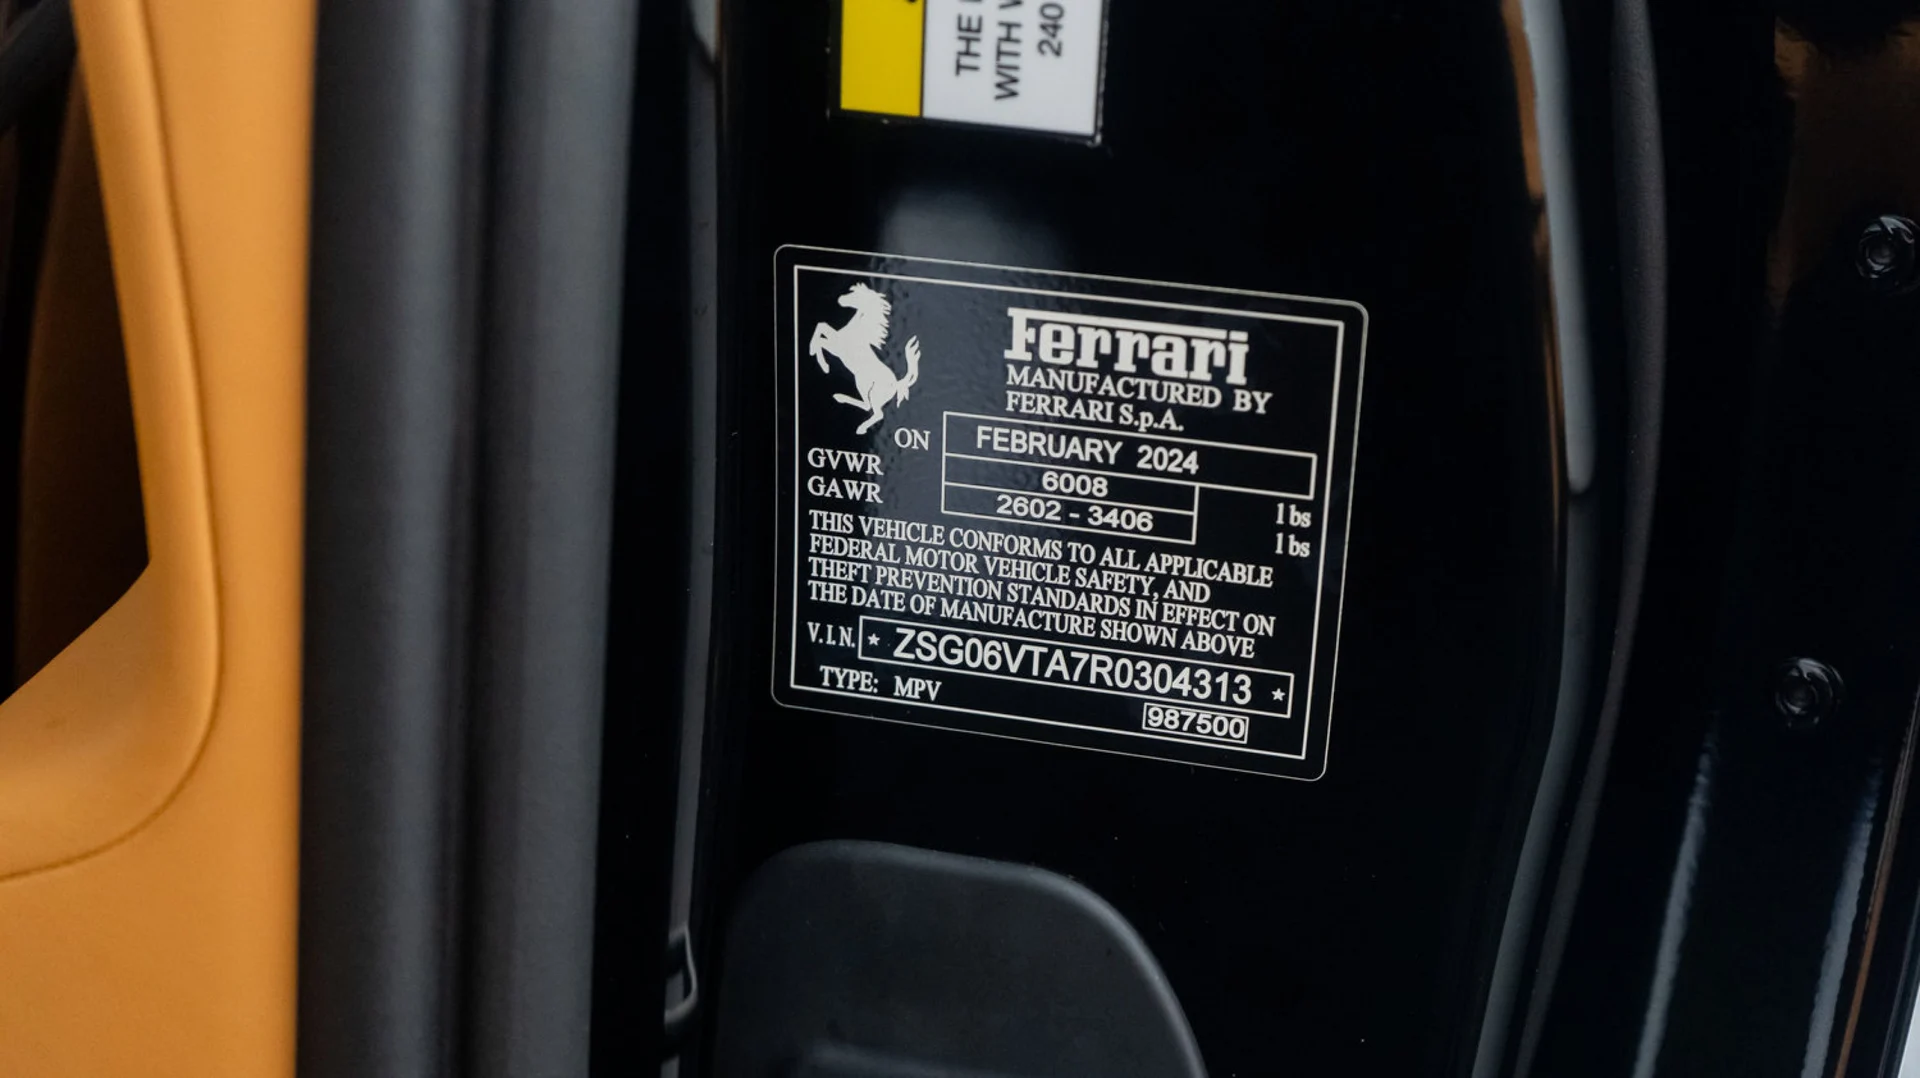 THE
WITH
240
Ferrari
MANUFACTURED BY
FERRARI S.p.A.
ON FEBRUARY 2024
GVWR 6008 lbs
GAWR 2602 - 3406 lbs
THIS VEHICLE CONFORMS TO ALL APPLICABLE
FEDERAL MOTOR VEHICLE SAFETY, AND
THEFT PREVENTION STANDARDS IN EFFECT ON
THE DATE OF MANUFACTURE SHOWN ABOVE
V.I.N. * ZSG06VTA7R0304313 *
TYPE: MPV
987500